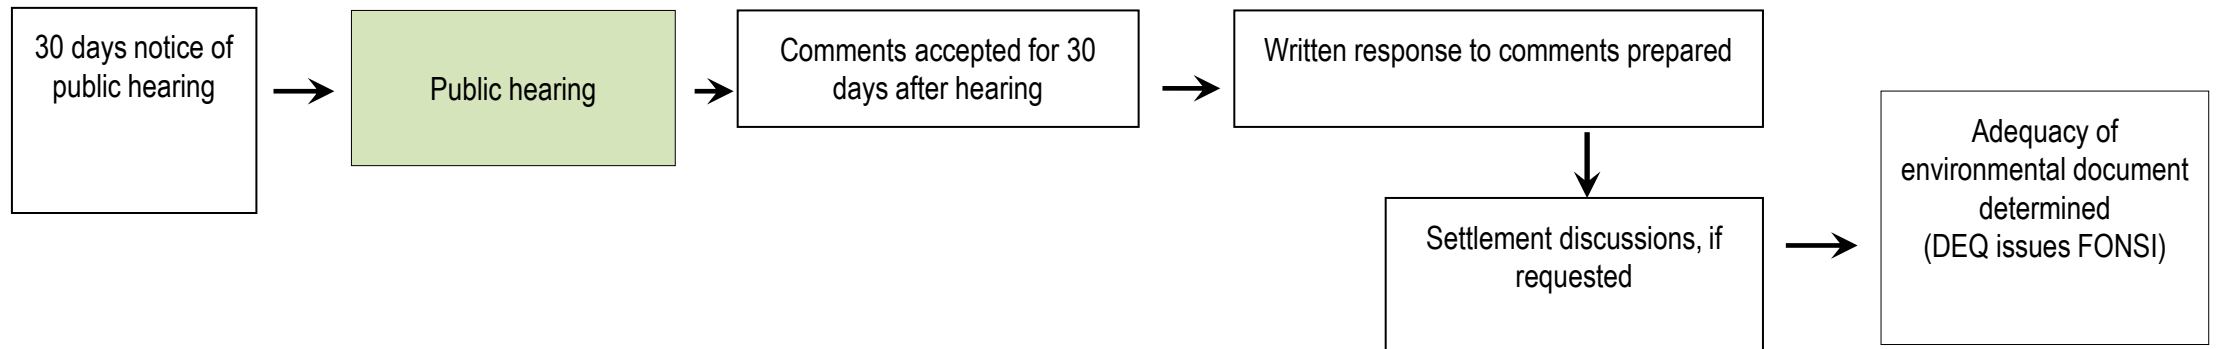 30 days notice of
public hearing
Public hearing
Comments accepted for 30
days after hearing
Written response to comments prepared
Settlement discussions, if
requested
Adequacy of
environmental document
determined
(DEQ issues FONSI)